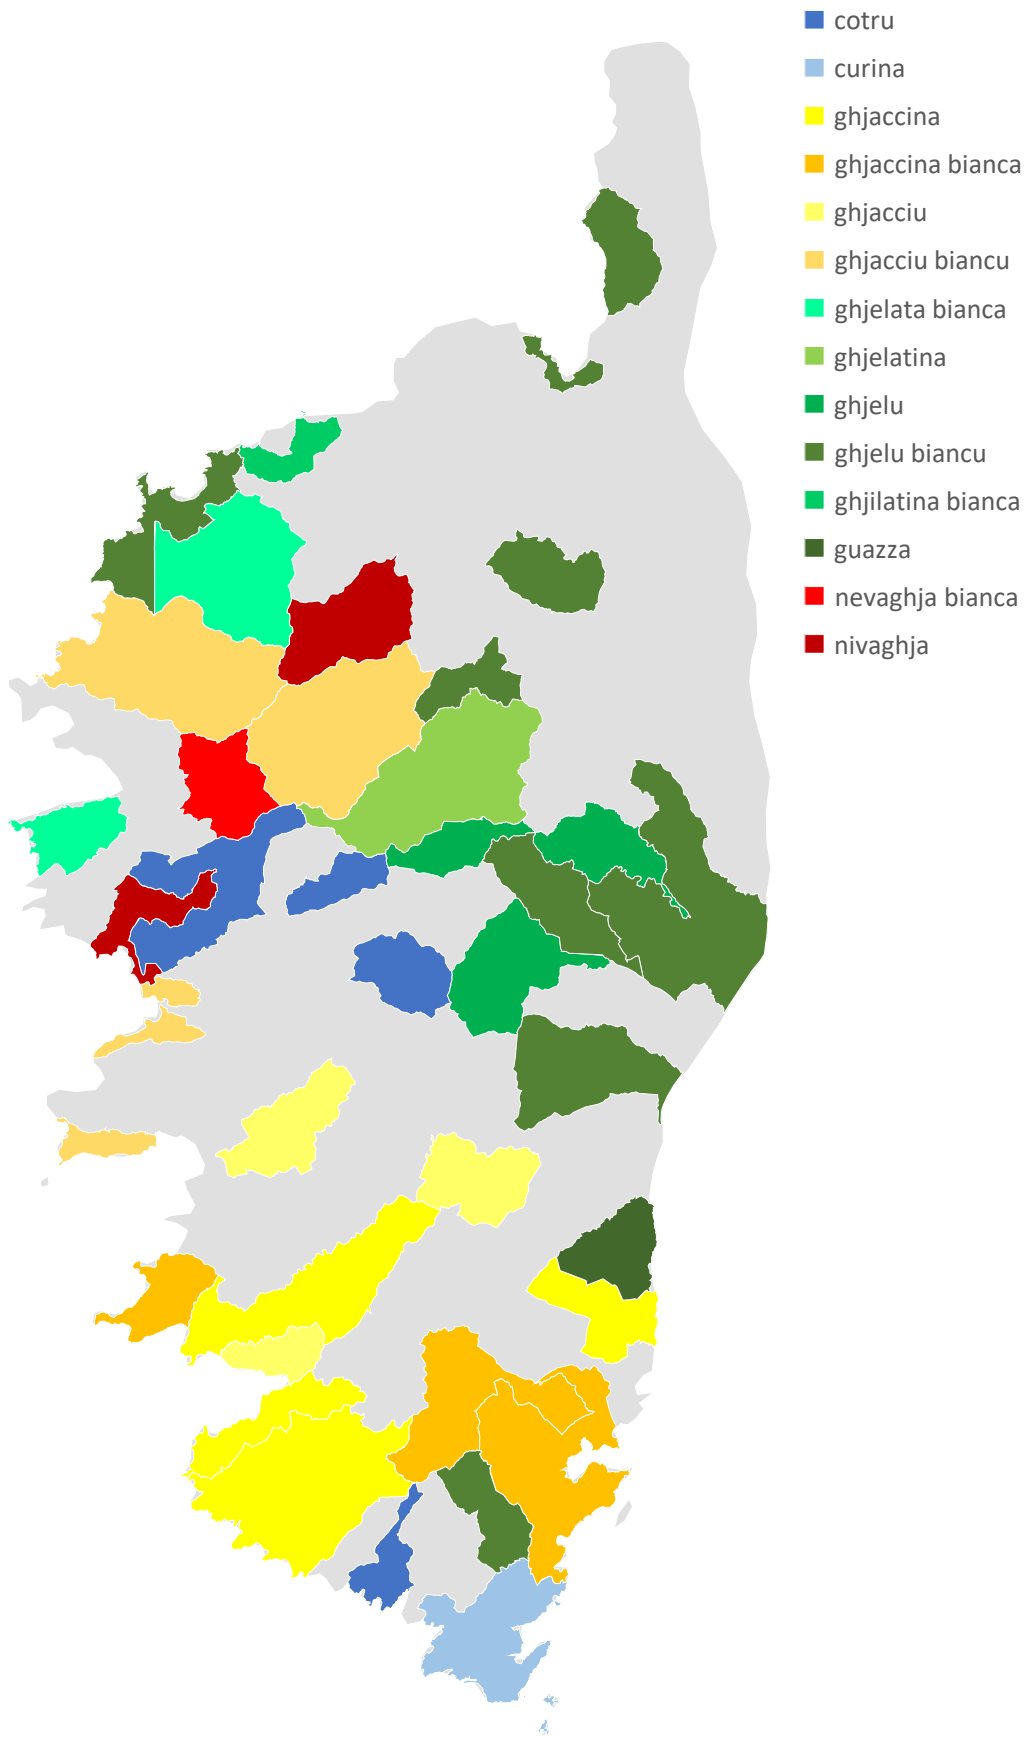 cotru
curina
ghjaccina
ghjaccina bianca
ghjacciu
ghjacciu biancu
ghjelata bianca
ghjelatina
ghjelu
ghjelu biancu
ghjilatina bianca
guazza
nevaghja bianca
nivaghja